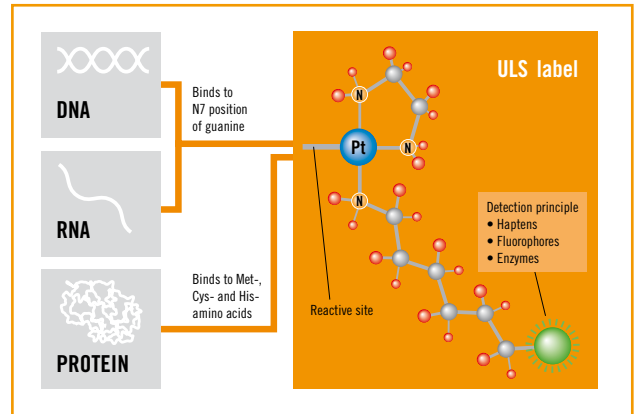 DNA
Binds to
N7 position
of guanine
RNA
Binds to Met-,
Cys- and His-
amino acids
PROTEIN
ULS label
N
Pt
N
N
Reactive site
Detection principle
• Haptens
• Fluorophores
• Enzymes